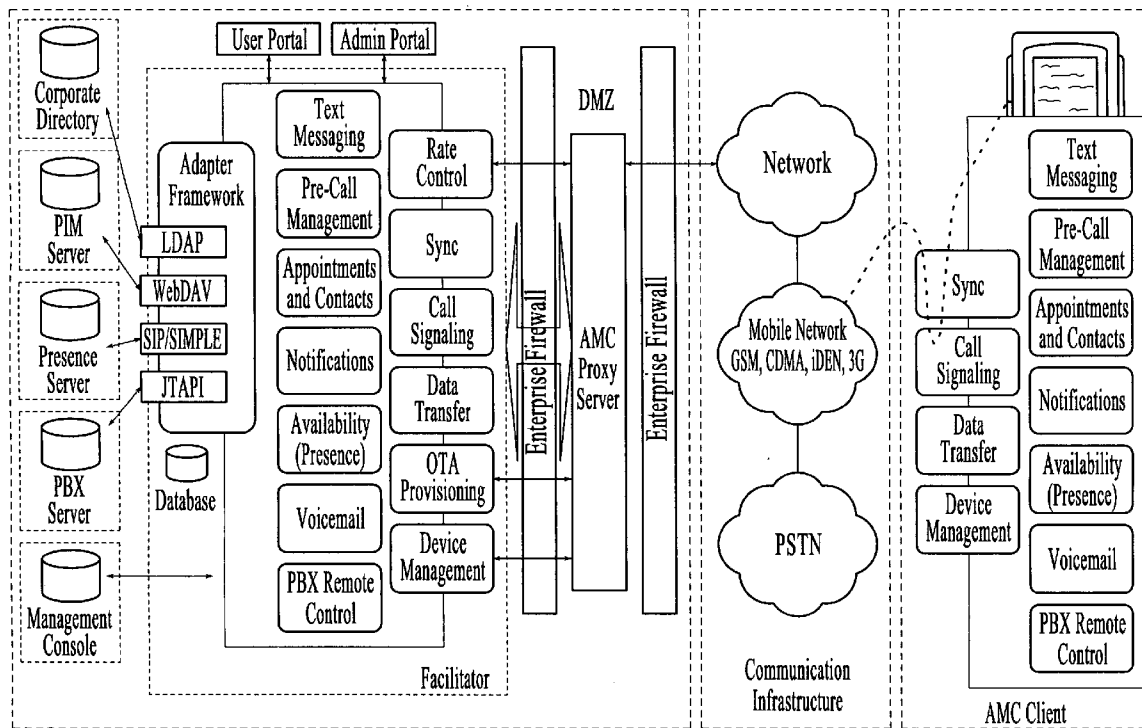 Corporate
Directory
PIM
Server
Presence
Server
PBX
Server
Management
Console
User Portal
Admin Portal
Adapter
Framework
LDAP
WebDAV
SIP/SIMPLE
JTAPI
Database
Text
Messaging
Pre-Call
Management
Appointments
and Contacts
Notifications
Availability
(Presence)
Voicemail
PBX Remote
Control
Rate
Control
Sync
Call
Signaling
Data
Transfer
OTA
Provisioning
Device
Management
Facilitator
Enterprise Firewall
DMZ
AMC
Proxy
Server
Enterprise Firewall
Network
Mobile Network
GSM, CDMA, iDEN, 3G
PSTN
Communication
Infrastructure
Sync
Call
Signaling
Data
Transfer
Device
Management
Text
Messaging
Pre-Call
Management
Appointments
and Contacts
Notifications
Availability
(Presence)
Voicemail
PBX Remote
Control
AMC Client